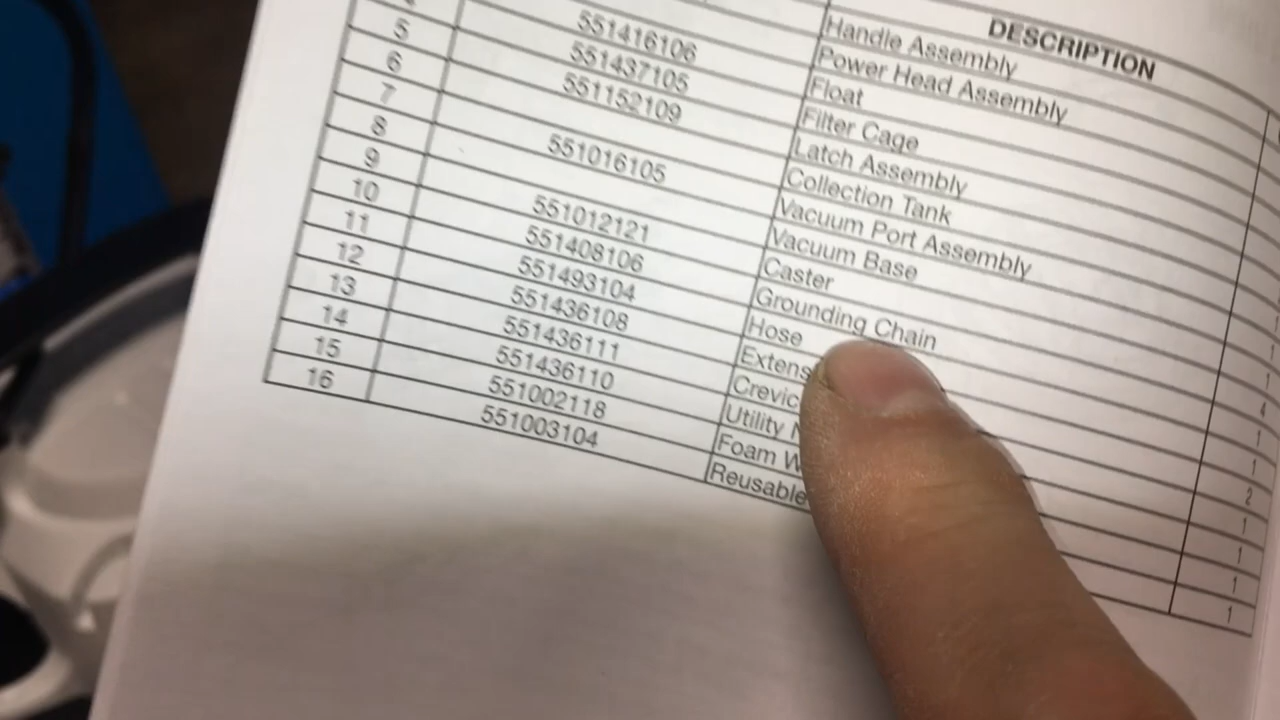 DESCRIPTION
Handle Assembly
Power Head Assembly
551416106 Float
551437105 Filter Cage
5 551152109 Latch Assembly
6 Collection Tank
7 551016105 Vacuum Port Assembly 1
8 Vacuum Base 1
9 551012121 Caster 4
10 551408106 Grounding Chain 1
11 551493104 Hose 1
12 551436108 Extens 2
13 551436111 Crevic 1
14 551436110 Utility 1
15 551002118 Foam W 1
16 551003104 Reusable 1